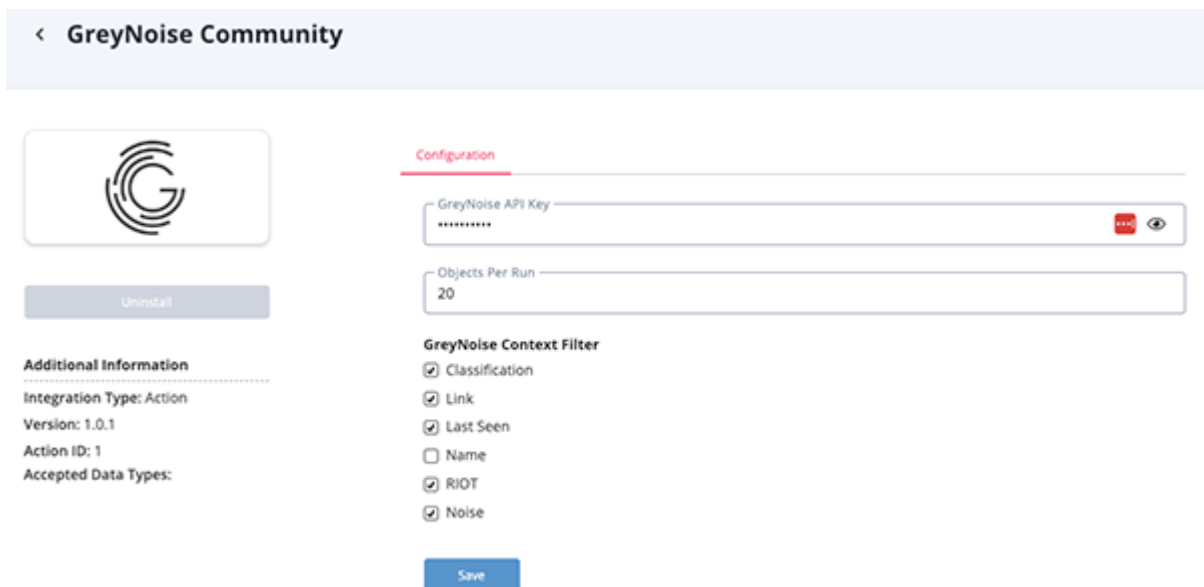 GreyNoise Community
Uninstall
Additional Information
Integration Type: Action
Version: 1.0.1
Action ID: 1
Accepted Data Types:
Configuration
GreyNoise API Key
••••••••••
Objects Per Run
20
GreyNoise Context Filter
Classification
Link
Last Seen
Name
RIOT
Noise
Save